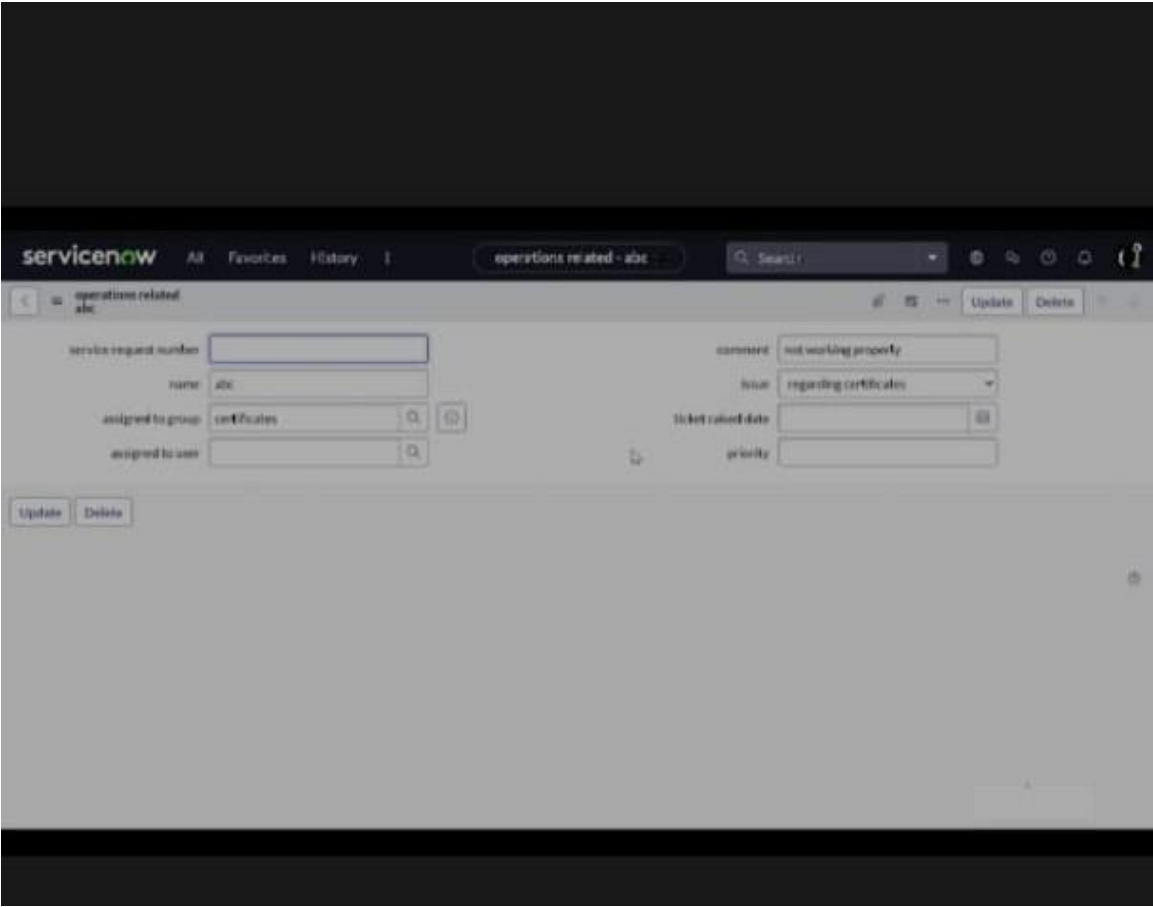 servicenow All Favorites History operations related - abc Search
operations related
abc
Update Delete
service request number
comment not working properly
name abc
issue regarding certificates
assigned to group certificates
ticket raised date
assigned to user
priority
Update Delete